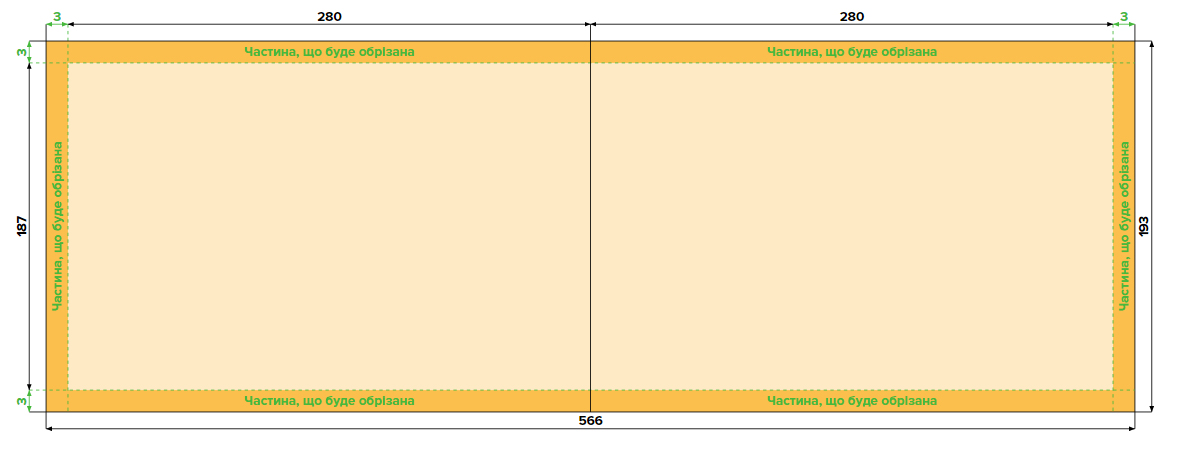 3 280 280 3
3 Частина, що буде обрізана Частина, що буде обрізана
Частина, що буде обрізана
187
193
Частина, що буде обрізана
3 Частина, що буде обрізана Частина, що буде обрізана
566